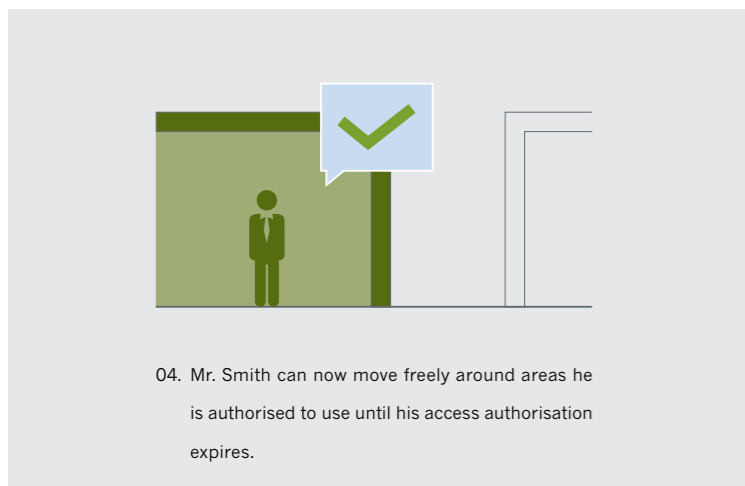 04. Mr. Smith can now move freely around areas he
is authorised to use until his access authorisation
expires.